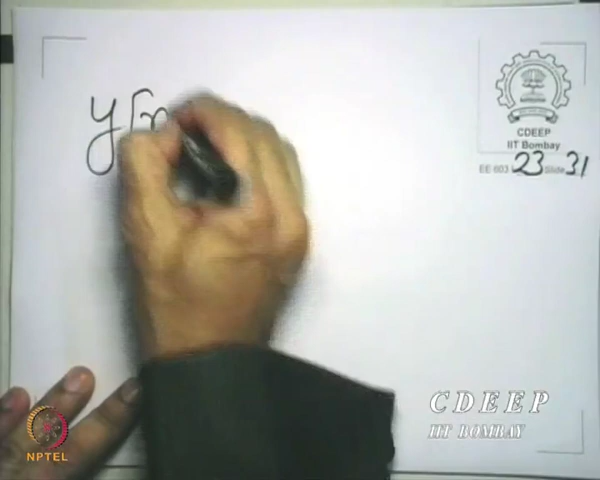 y[n
CDEEP
IIT Bombay
EE 603 L 23 Slide 31
CDEEP
IIT BOMBAY
NPTEL